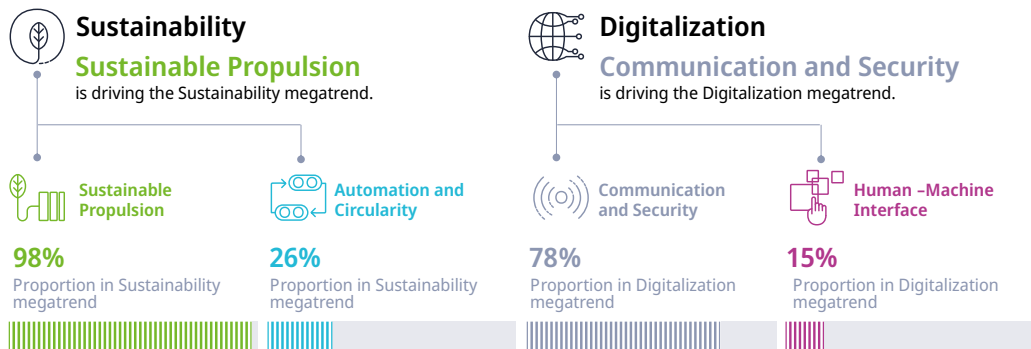 Sustainability
Sustainable Propulsion
is driving the Sustainability megatrend.
Sustainable
Propulsion
98%
Proportion in Sustainability
megatrend
Automation and
Circularity
26%
Proportion in Sustainability
megatrend
Digitalization
Communication and Security
is driving the Digitalization megatrend.
Communication
and Security
78%
Proportion in Digitalization
megatrend
Human –Machine
Interface
15%
Proportion in Digitalization
megatrend